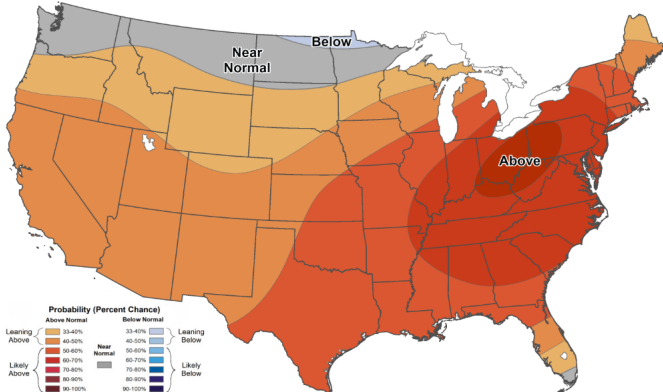 Below
Near
Normal
Above
Probability (Percent Chance)
Above Normal
Below Normal
Leaning
Above
33-40%
40-50%
Likely
Above
50-60%
60-70%
70-80%
80-90%
90-100%
Near
Normal
33-40%
40-50%
Leaning
Below
50-60%
60-70%
70-80%
80-90%
90-100%
Likely
Below